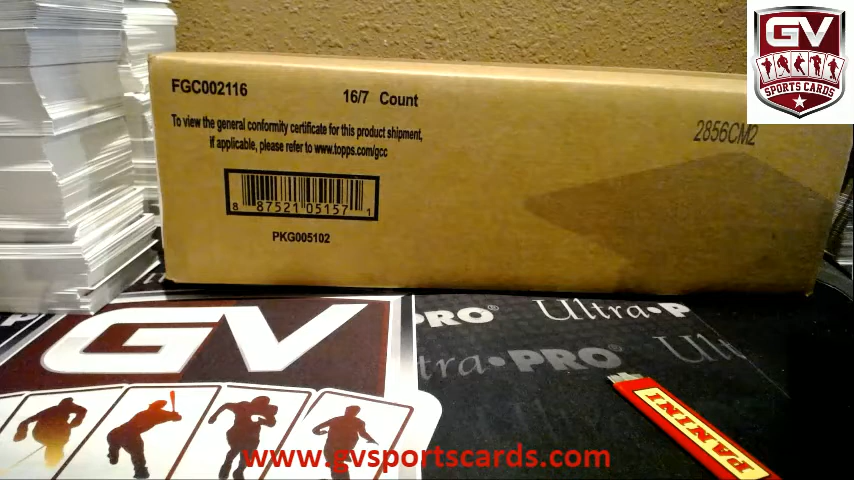 FGC002116
16/7 Count
To view the general conformity certificate for this product shipment,
if applicable, please refer to www.topps.com/gcc
2856CM2
8 87521 05157 1
PKG005102
GV
SPORTS CARDS
GV
PRO®
Ultra•P
tra•PRO®
Ul
PANINI
www.gvsportscards.com